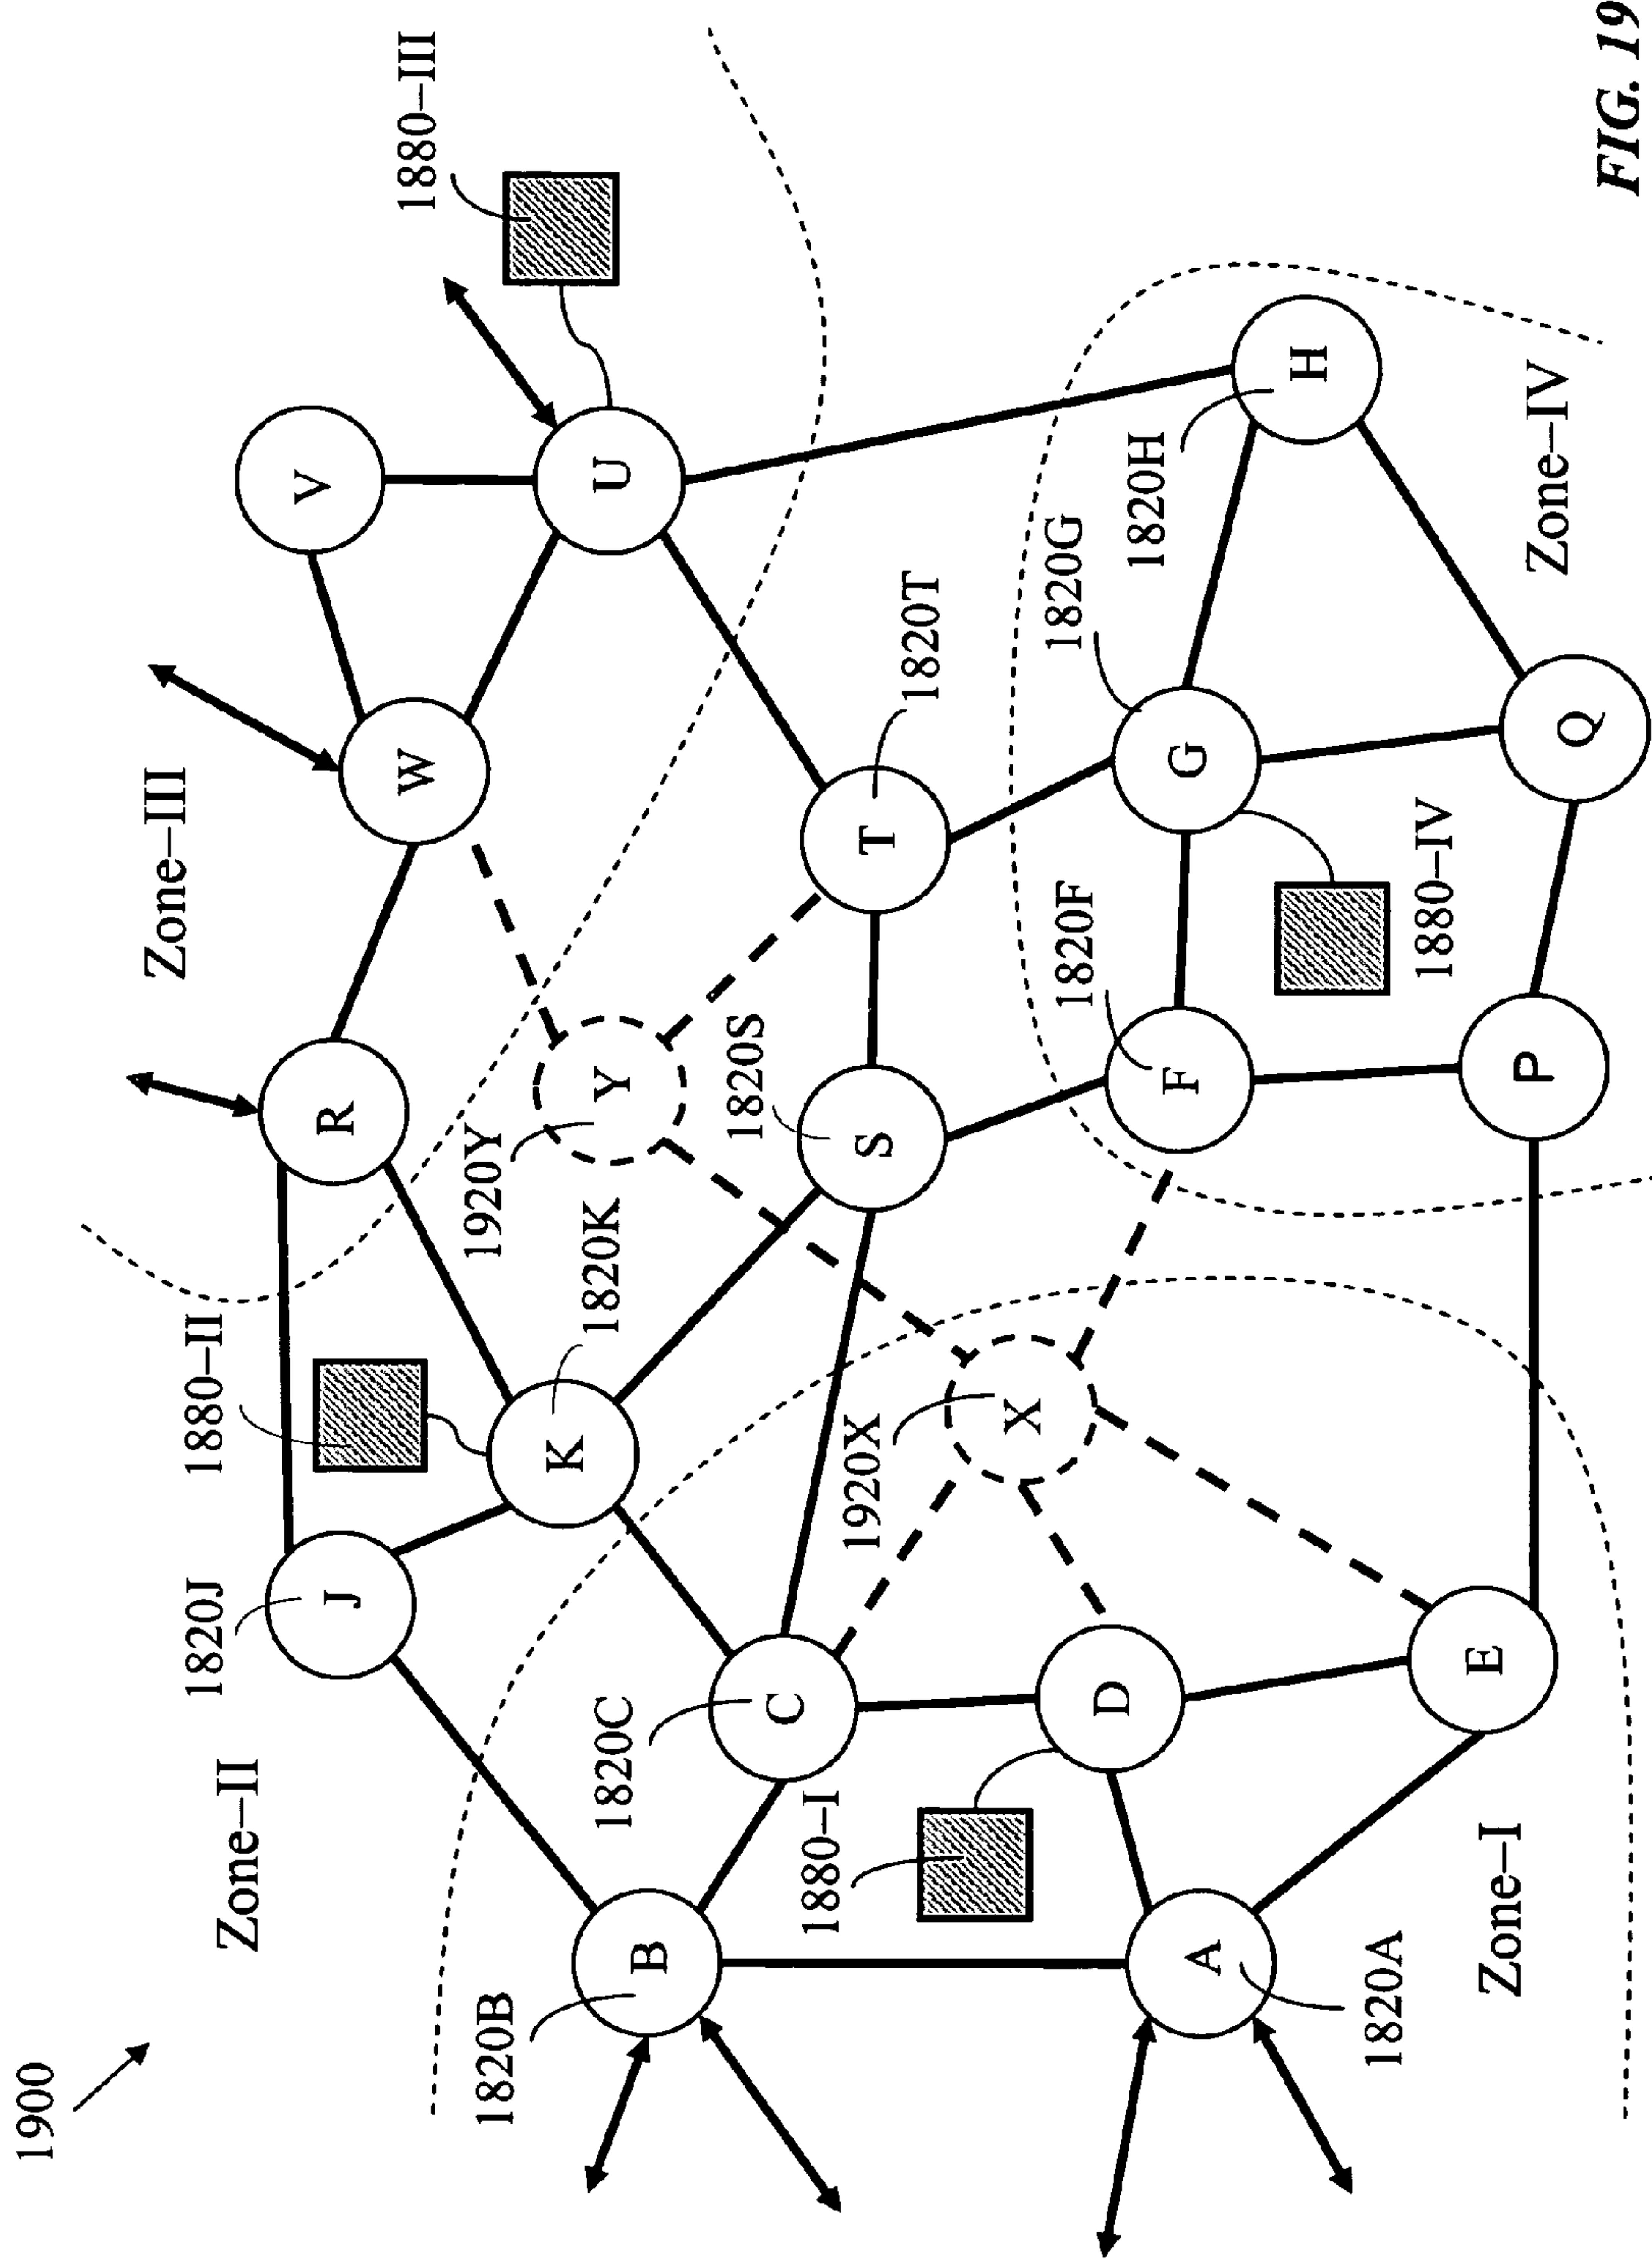 1900
Zone–II
1820J
1880–II
Zone–III
1880–III
V
J
R
W
U
K
1820K
1920Y
Y
1820B
B
1820C
C
1820S
S
T
1820T
1880–I
1920X
X
D
1820F
F
1820G
G
1820H
H
A
1820A
1880–IV
E
P
Q
Zone–I
Zone–IV
FIG. 19